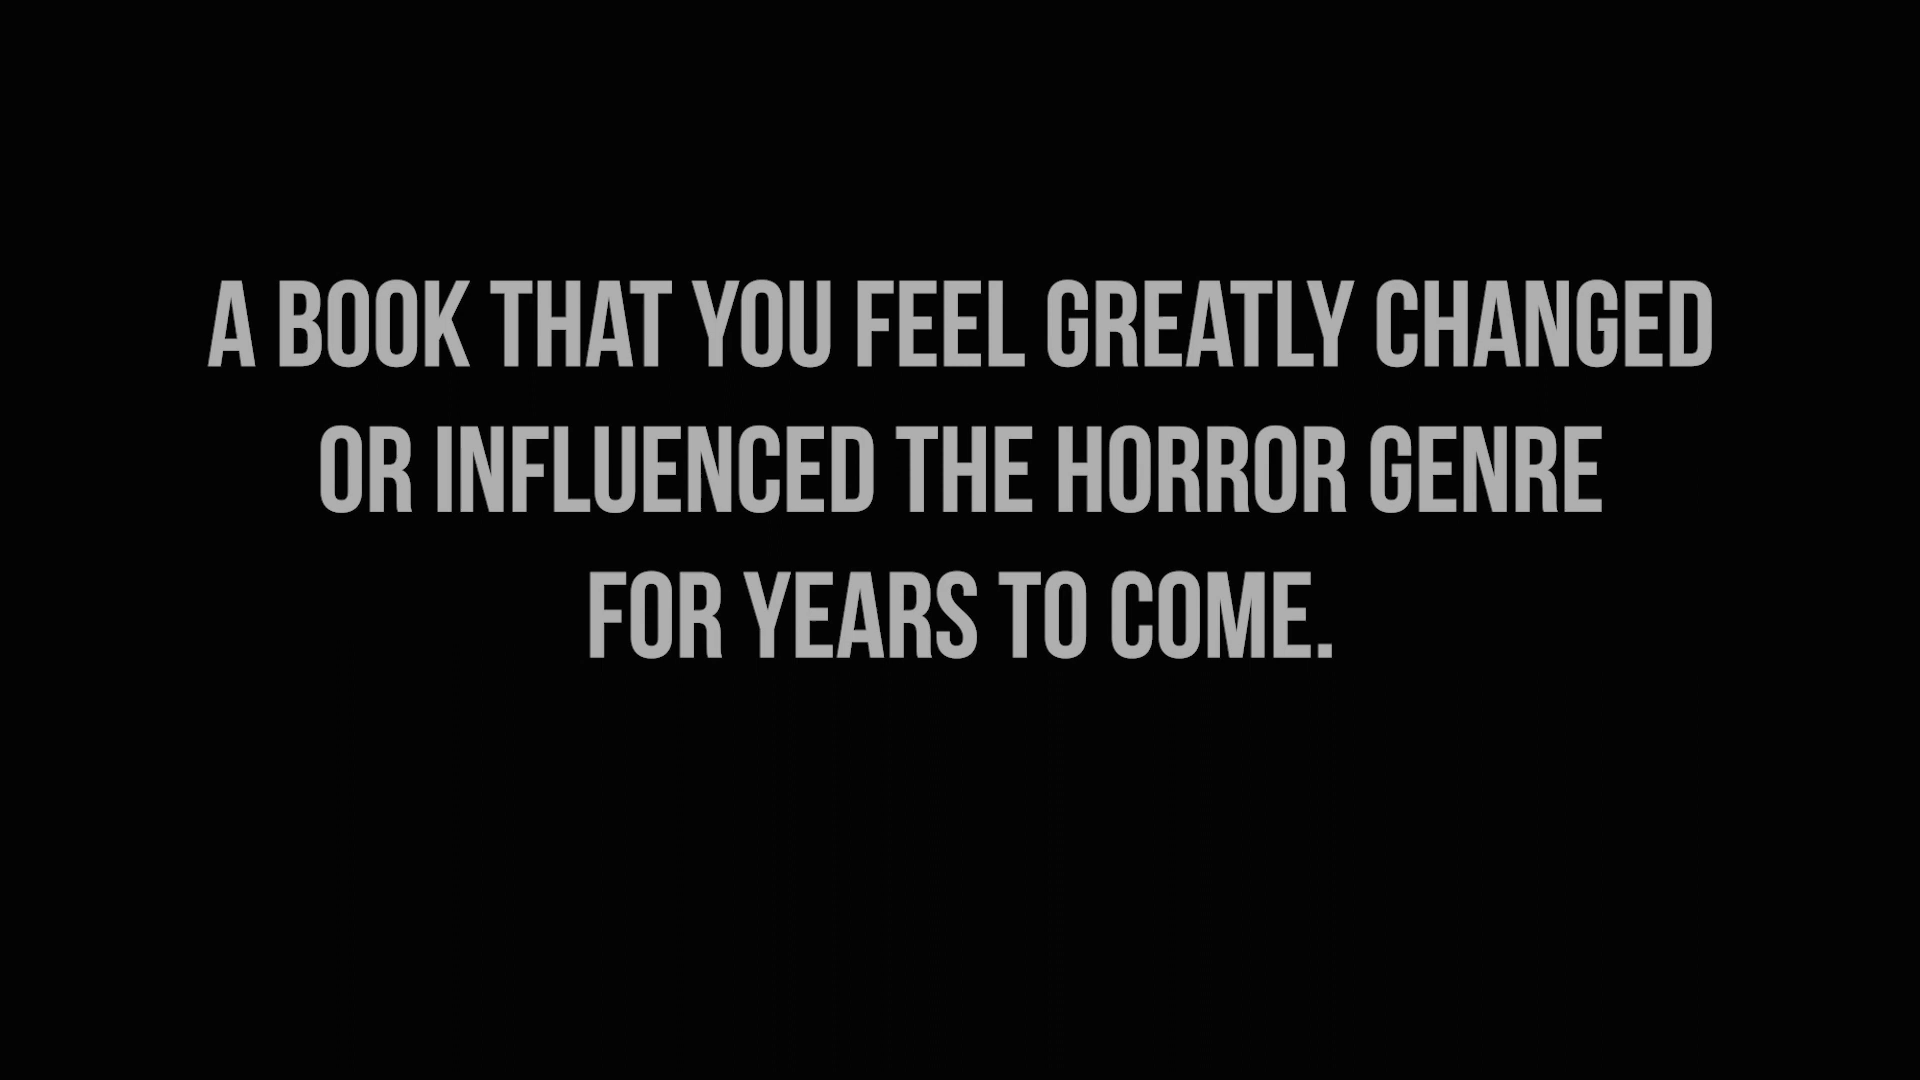 A BOOK THAT YOU FEEL GREATLY CHANGED
OR INFLUENCED THE HORROR GENRE
FOR YEARS TO COME.